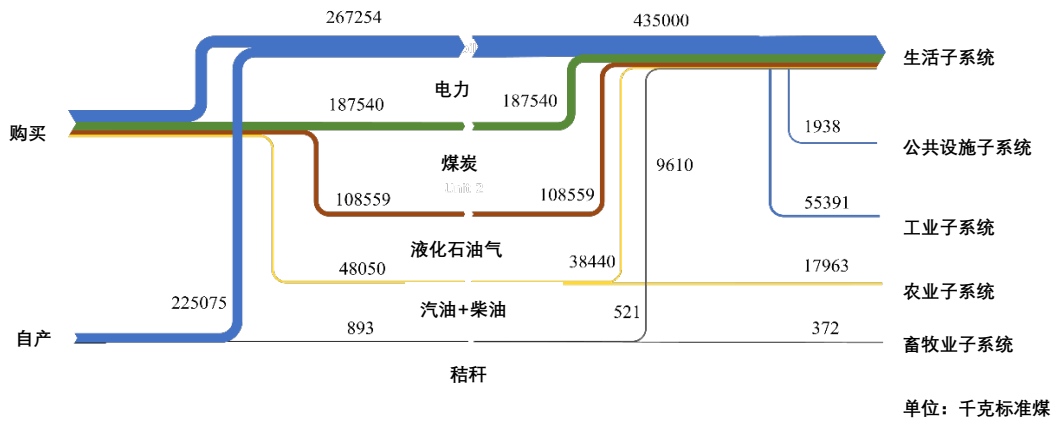 267254
435000
生活子系统
电力
187540
187540
购买
1938
公共设施子系统
煤炭
9610
Unit 2
108559
108559
55391
工业子系统
液化石油气
48050
38440
17963
农业子系统
225075
汽油+柴油
521
自产
893
372
畜牧业子系统
秸秆
单位：千克标准煤